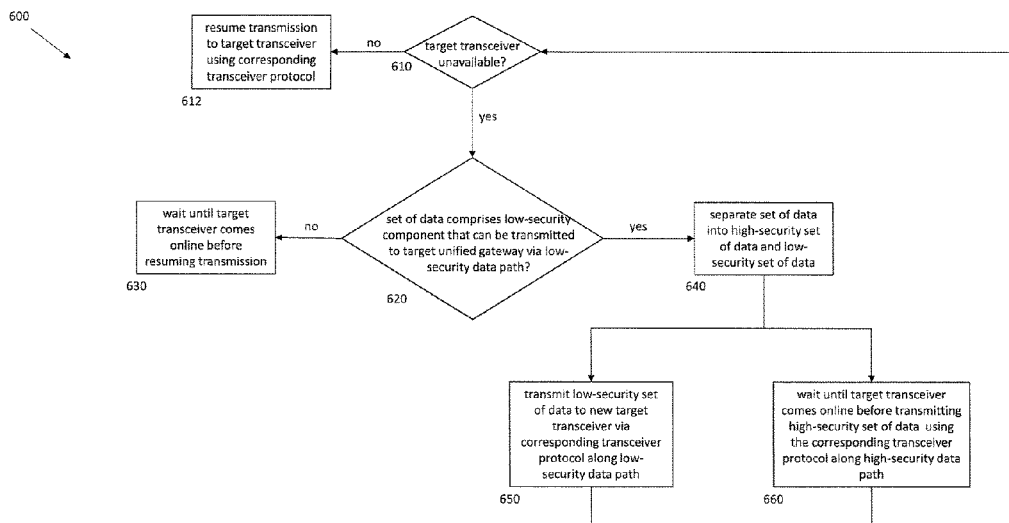 600
resume transmission
to target transceiver
using corresponding
transceiver protocol
612
no
610
target transceiver
unavailable?
yes
wait until target
transceiver comes
online before
resuming transmission
630
no
set of data comprises low-security
component that can be transmitted
to target unified gateway via low-
security data path?
620
yes
separate set of data
into high-security set
of data and low-
security set of data
640
transmit low-security set
of data to new target
transceiver via
corresponding transceiver
protocol along low-
security data path
650
wait until target transceiver
comes online before transmitting
high-security set of data using
the corresponding transceiver
protocol along high-security data
path
660